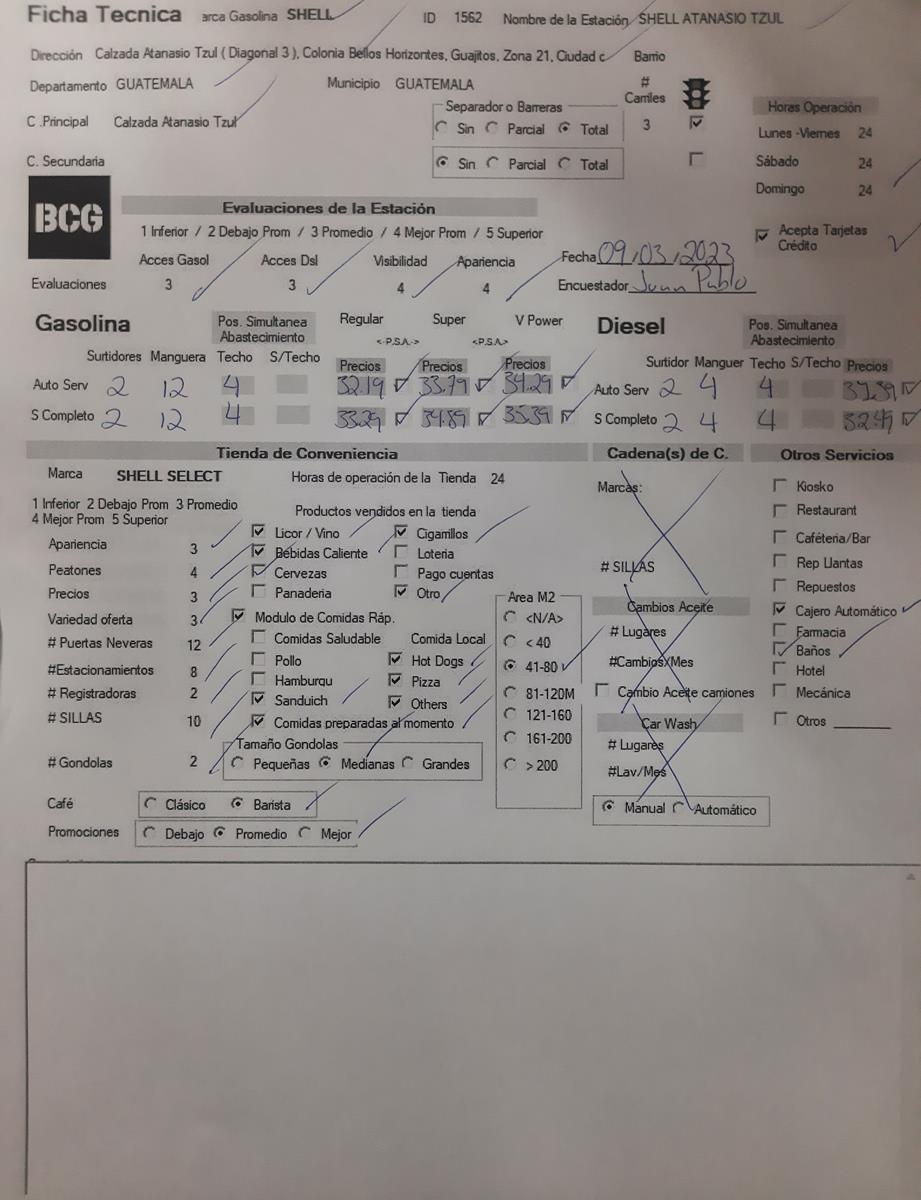 Ficha Tecnica arca Gasolina SHELL ID 1562 Nombre de la Estación SHELL ATANASIO TZUL
Dirección Calzada Atanasio Tzul ( Diagonal 3 ), Colonia Bellos Horizontes, Guajitos, Zona 21, Ciudad c Barrio
Departamento GUATEMALA Municipio GUATEMALA # Carriles
Separador o Barreras Horas Operación
C .Principal Calzada Atanasio Tzul Sin Parcial Total 3 Lunes -Viernes 24
C. Secundaria Sin Parcial Total Sábado 24
Domingo 24
BCG
Evaluaciones de la Estación
1 Inferior / 2 Debajo Prom / 3 Promedio / 4 Mejor Prom / 5 Superior
Acepta Tarjetas Crédito
Acces Gasol Acces Dsl Visibilidad Apariencia Fecha 09/03/2023
Evaluaciones 3 3 4 4 Encuestador Juan Pablo
Gasolina Pos. Simultanea Abastecimiento Regular Super V Power Diesel Pos. Simultanea Abastecimiento
<-P.S.A.-> <P.S.A>
Surtidores Manguera Techo S/Techo Precios Precios Precios Surtidor Manguer Techo S/Techo Precios
Auto Serv 2 12 4 32.19 33.79 34.29 Auto Serv 2 4 4 31.39
S Completo 2 12 4 33.29 34.89 35.39 S Completo 2 4 4 32.49
Tienda de Conveniencia Cadena(s) de C. Otros Servicios
Marca SHELL SELECT Horas de operación de la Tienda 24 Marcas: Kiosko
1 Inferior 2 Debajo Prom 3 Promedio
4 Mejor Prom 5 Superior
Productos vendidos en la tienda Restaurant
Apariencia 3 Licor / Vino Cigarrillos Caféteria/Bar
Bebidas Caliente Loteria
Peatones 4 Cervezas Pago cuentas # SILLAS Rep Llantas
Precios 3 Panaderia Otro Area M2 Repuestos
Variedad oferta 3 Modulo de Comidas Ráp. <N/A> Cambios Aceite Cajero Automático
# Puertas Neveras 12 Comidas Saludable Comida Local < 40 # Lugares Farmacia
#Estacionamientos 8 Pollo Hot Dogs 41-80 #Cambios/Mes Baños
Hamburqu Pizza Hotel
# Registradoras 2 Sanduich Others 81-120M Cambio Aceite camiones Mecánica
# SILLAS 10 Comidas preparadas al momento 121-160 Car Wash Otros
Tamaño Gondolas 161-200 # Lugares
# Gondolas 2 Pequeñas Medianas Grandes > 200 #Lav/Mes
Café Clásico Barista Manual Automático
Promociones Debajo Promedio Mejor